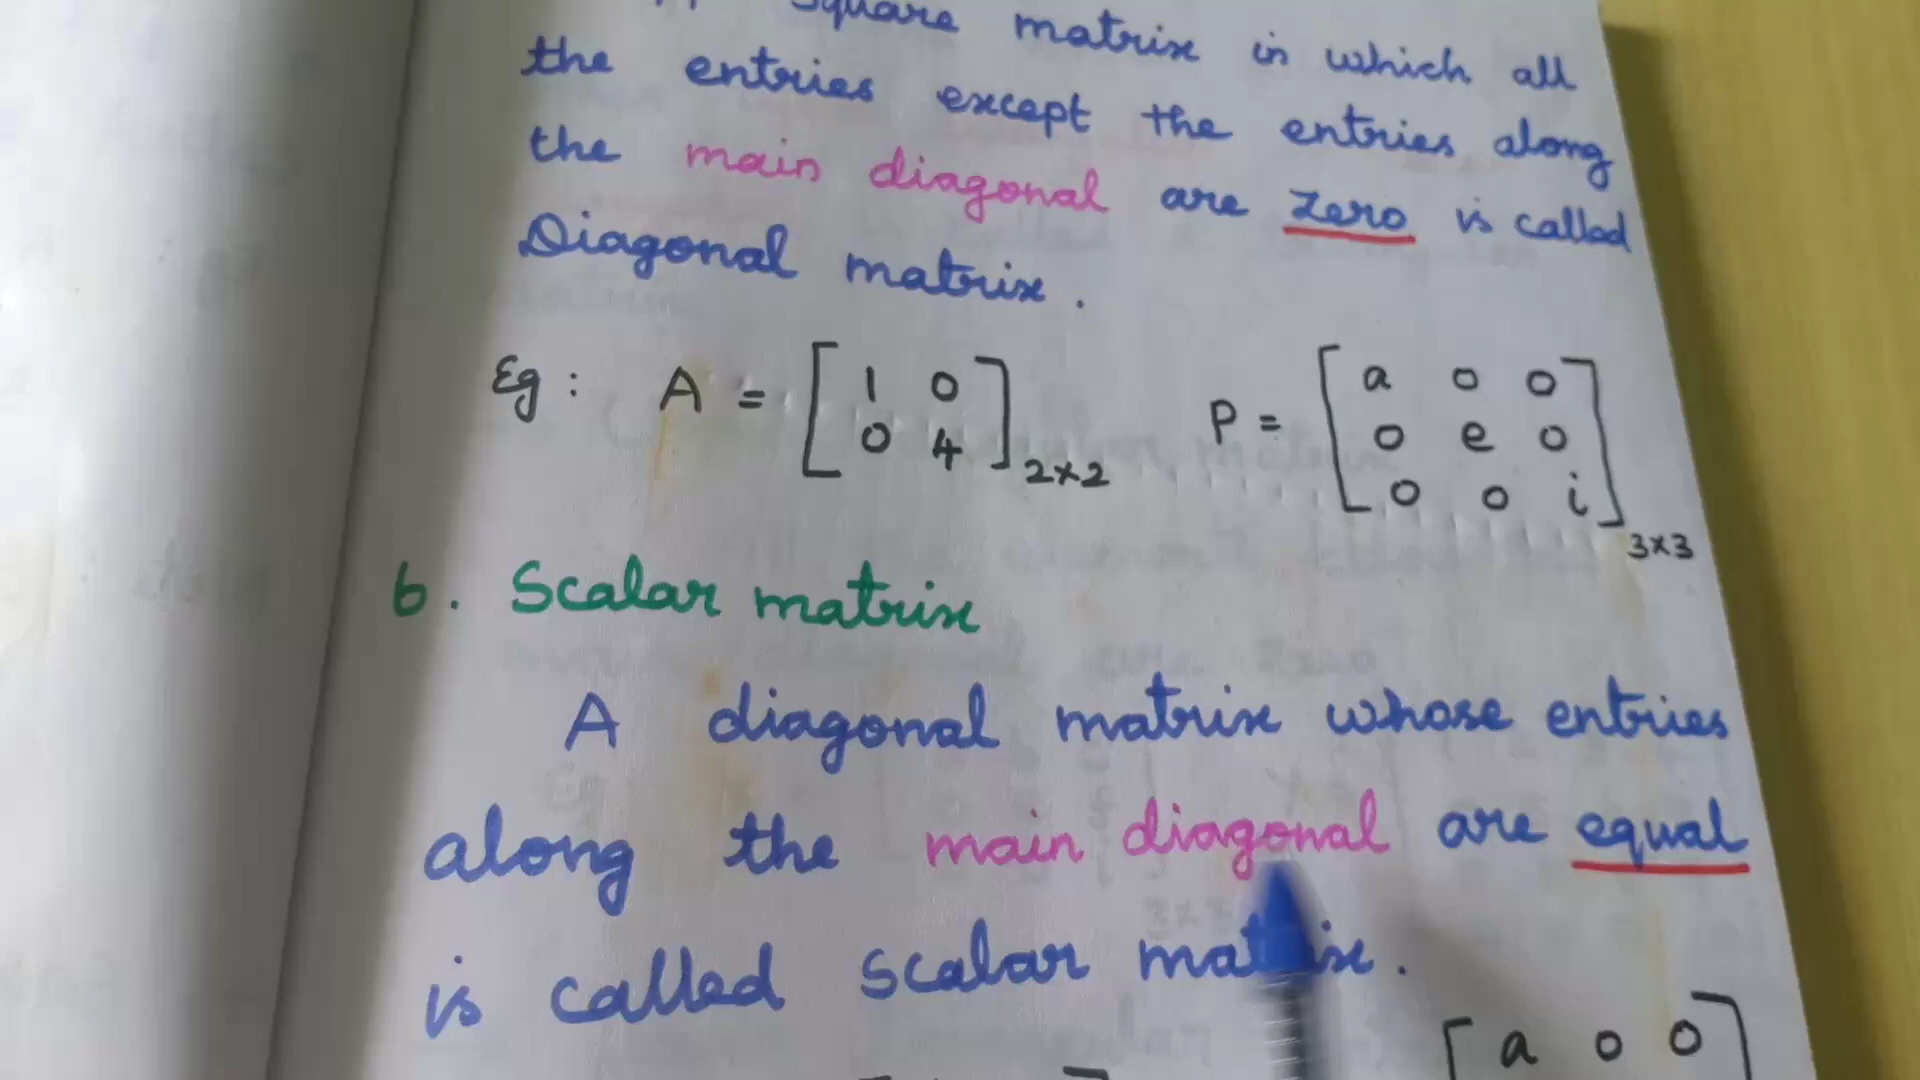 Square matrix in which all
the entries except the entries along
the main diagonal are zero is called
Diagonal matrix.
Eg : A = [ 1 0
0 4 ] 2×2
P = [ a 0 0
0 e 0
0 0 i ] 3×3
6. Scalar matrix
A diagonal matrix whose entries
along the main diagonal are equal
is called scalar matrix.
[ a 0 0 ]